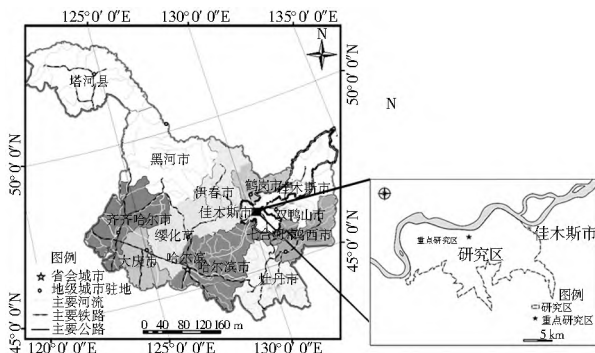 125°0′0″E
130°0′0″E
135°0′0″E
N
塔河县
50°0′0″N
N
黑河市
50°0′0″N
伊春市
鹤岗市
佳木斯市
佳木斯市
双鸭山市
齐齐哈尔市
绥化市
七台河市
鸡西市
大庆市
哈尔滨
哈尔滨市
牡丹市
45°0′0″N
45°0′0″N
图例
省会城市
地级城市驻地
主要河流
主要铁路
主要公路
0 40 80 120 160 m
120°0′0″E
125°0′0″E
130°0′0″E
佳木斯市
重点研究区
研究区
图例
研究区
重点研究区
5 km